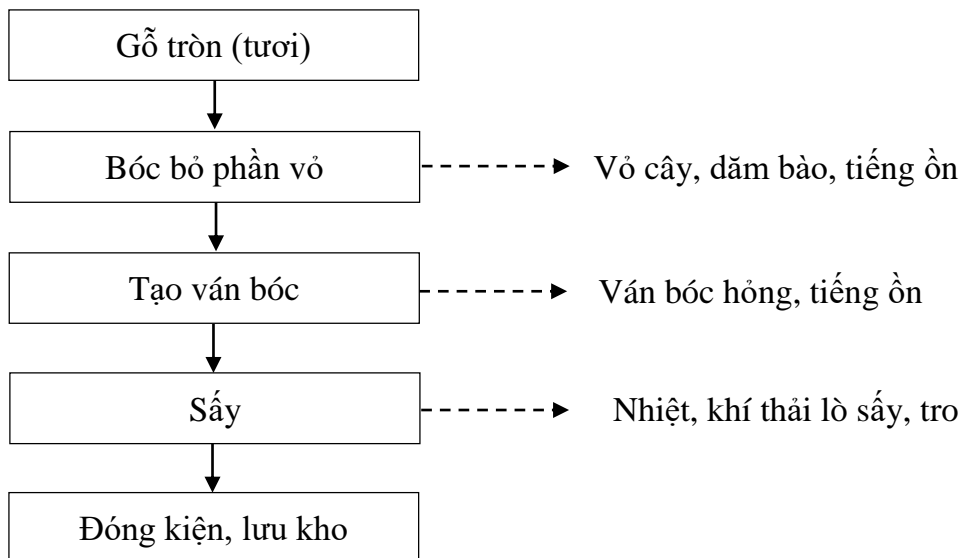 Gỗ tròn (tươi)
Bóc bỏ phần vỏ
Vỏ cây, dăm bào, tiếng ồn
Tạo ván bóc
Ván bóc hỏng, tiếng ồn
Sấy
Nhiệt, khí thải lò sấy, tro
Đóng kiện, lưu kho